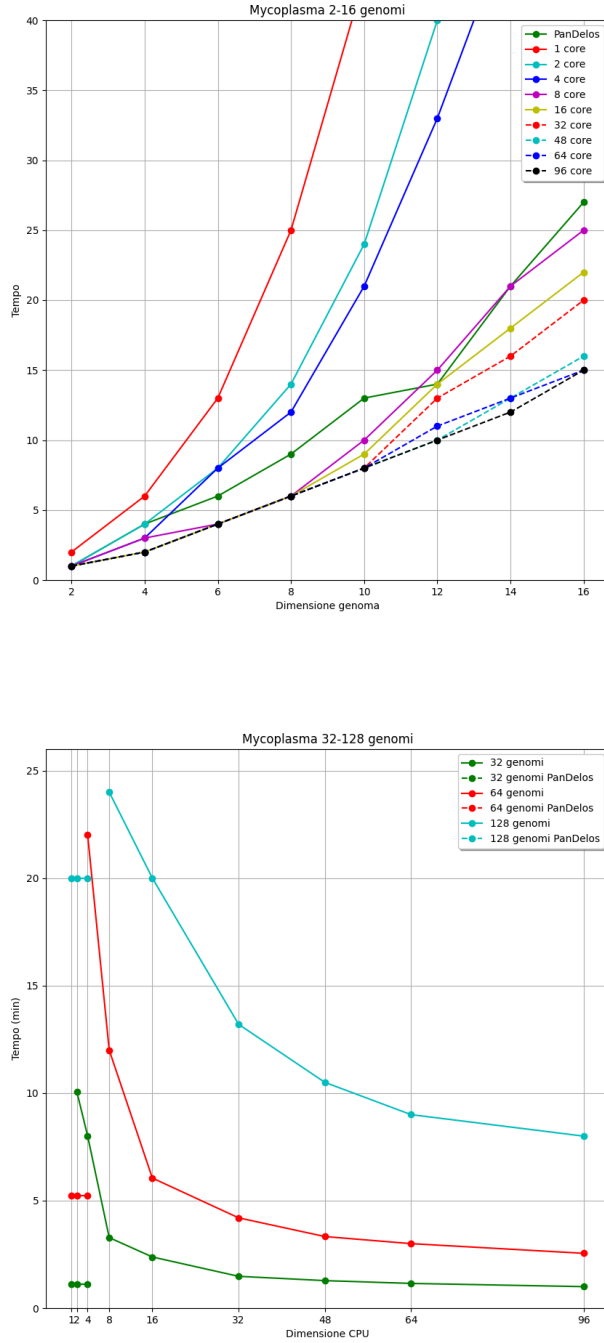 Mycoplasma 2-16 genomi
40
35
30
25
20
15
10
5
0
Tempo
2 4 6 8 10 12 14 16
Dimensione genoma
PanDelos
1 core
2 core
4 core
8 core
16 core
32 core
48 core
64 core
96 core
Mycoplasma 32-128 genomi
25
20
15
10
5
0
Tempo (min)
1 2 4 8 16 32 48 64 96
Dimensione CPU
32 genomi
32 genomi PanDelos
64 genomi
64 genomi PanDelos
128 genomi
128 genomi PanDelos